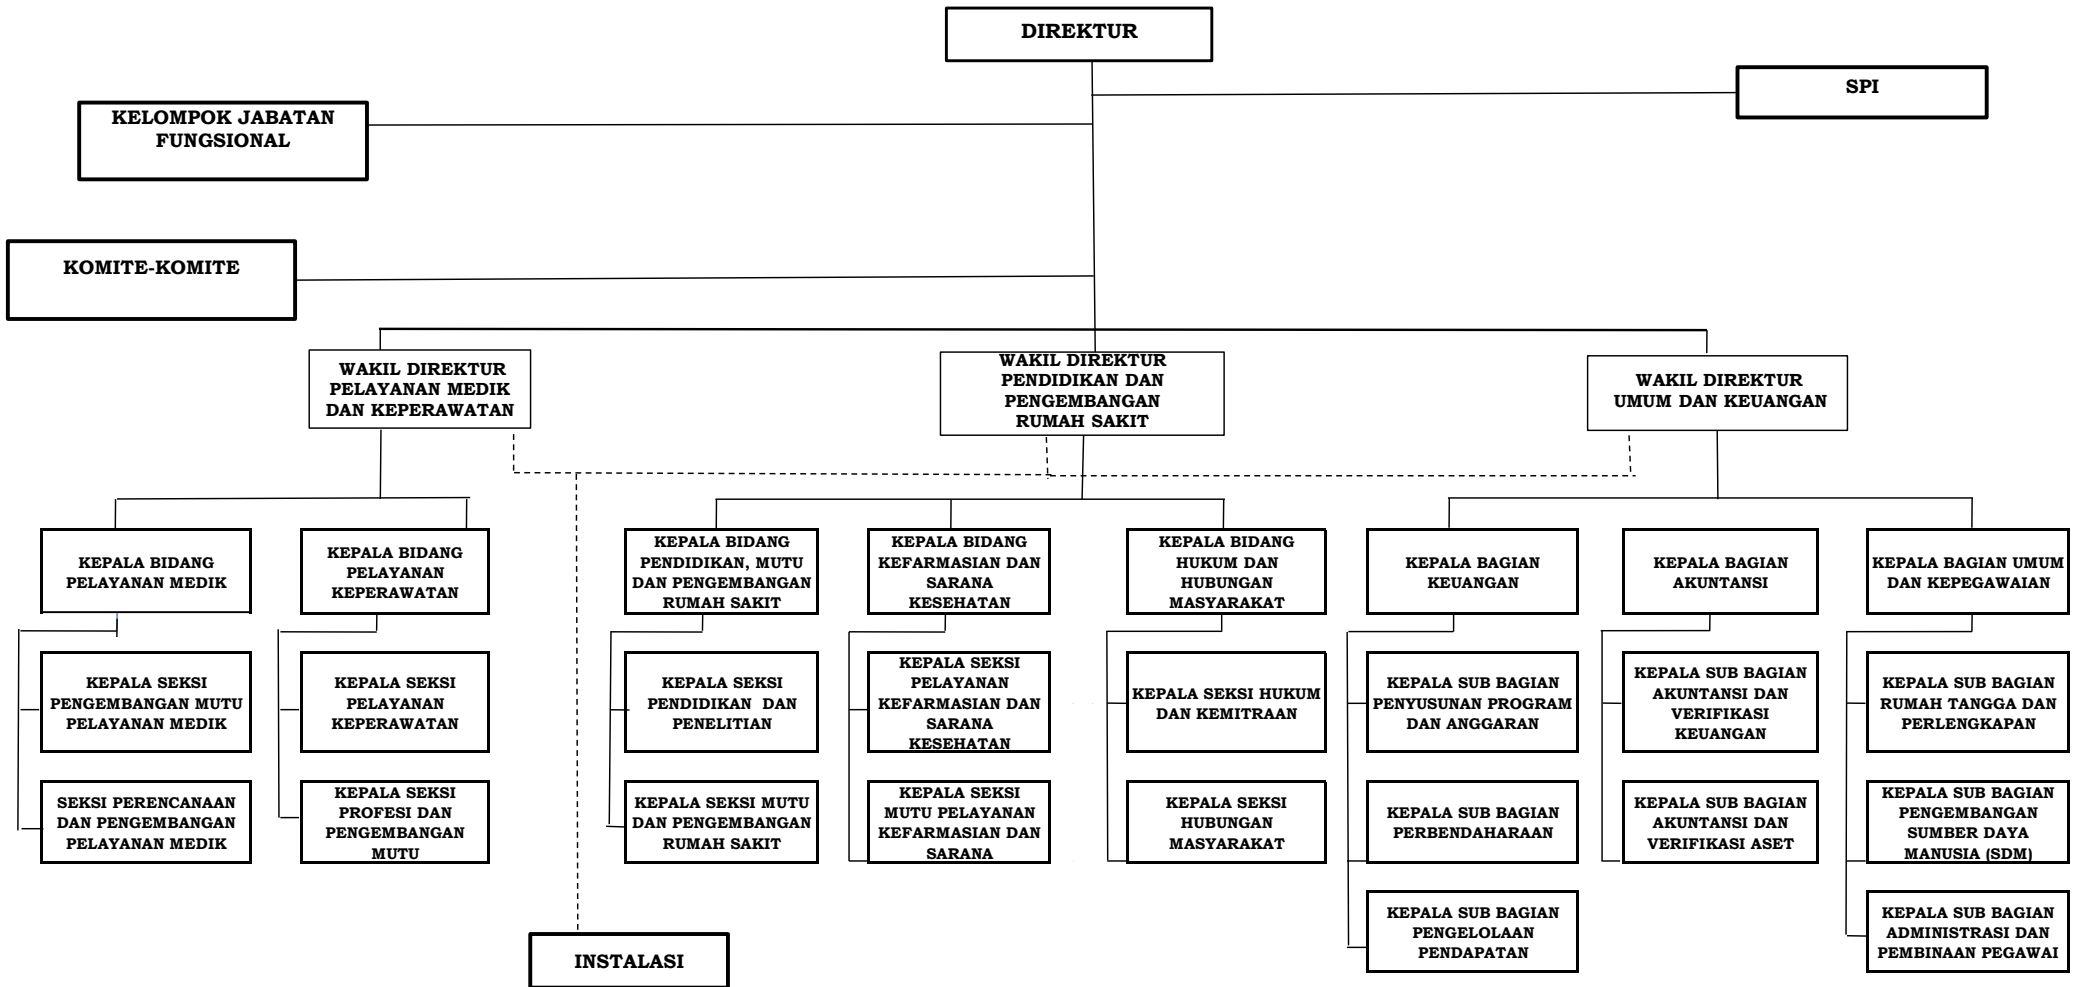 DIREKTUR
SPI
KELOMPOK JABATAN
FUNGSIONAL
KOMITE-KOMITE
WAKIL DIREKTUR
PELAYANAN MEDIK
DAN KEPERAWATAN
WAKIL DIREKTUR
PENDIDIKAN DAN
PENGEMBANGAN
RUMAH SAKIT
WAKIL DIREKTUR
UMUM DAN KEUANGAN
KEPALA BIDANG
PELAYANAN MEDIK
KEPALA BIDANG
PELAYANAN
KEPERAWATAN
KEPALA BIDANG
PENDIDIKAN, MUTU
DAN PENGEMBANGAN
RUMAH SAKIT
KEPALA BIDANG
KEFARMASIAN DAN
SARANA
KESEHATAN
KEPALA BIDANG
HUKUM DAN
HUBUNGAN
MASYARAKAT
KEPALA BAGIAN
KEUANGAN
KEPALA BAGIAN
AKUNTANSI
KEPALA BAGIAN UMUM
DAN KEPEGAWAIAN
KEPALA SEKSI
PENGEMBANGAN MUTU
PELAYANAN MEDIK
KEPALA SEKSI
PELAYANAN
KEPERAWATAN
KEPALA SEKSI
PENDIDIKAN DAN
PENELITIAN
KEPALA SEKSI
PELAYANAN
KEFARMASIAN DAN
SARANA
KESEHATAN
KEPALA SEKSI HUKUM
DAN KEMITRAAN
KEPALA SUB BAGIAN
PENYUSUNAN PROGRAM
DAN ANGGARAN
KEPALA SUB BAGIAN
AKUNTANSI DAN
VERIFIKASI
KEUANGAN
KEPALA SUB BAGIAN
RUMAH TANGGA DAN
PERLENGKAPAN
SEKSI PERENCANAAN
DAN PENGEMBANGAN
PELAYANAN MEDIK
KEPALA SEKSI
PROFESI DAN
PENGEMBANGAN
MUTU
KEPALA SEKSI MUTU
DAN PENGEMBANGAN
RUMAH SAKIT
KEPALA SEKSI
MUTU PELAYANAN
KEFARMASIAN DAN
SARANA
KEPALA SEKSI
HUBUNGAN
MASYARAKAT
KEPALA SUB BAGIAN
PERBENDAHARAAN
KEPALA SUB BAGIAN
AKUNTANSI DAN
VERIFIKASI ASET
KEPALA SUB BAGIAN
PENGEMBANGAN
SUMBER DAYA
MANUSIA (SDM)
KEPALA SUB BAGIAN
PENGELOLAAN
PENDAPATAN
KEPALA SUB BAGIAN
ADMINISTRASI DAN
PEMBINAAN PEGAWAI
INSTALASI